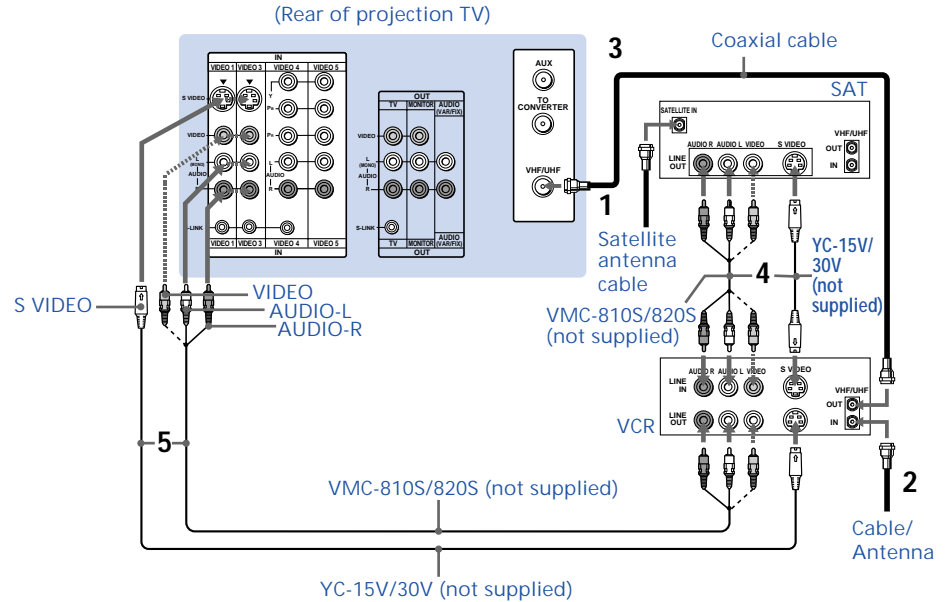 (Rear of projection TV)
IN
VIDEO 1 VIDEO 3 VIDEO 4 VIDEO 5
S VIDEO
VIDEO
L
(MONO)
AUDIO
R
Y
PB
PR
L
AUDIO
R
-LINK
VIDEO 1 VIDEO 3 VIDEO 4 VIDEO 5
IN
OUT
TV MONITOR AUDIO (VAR/FIX)
VIDEO
L
(MONO)
AUDIO
R
S-LINK
TV MONITOR AUDIO (VAR/FIX)
OUT
AUX
TO
CONVERTER
VHF/UHF
3
Coaxial cable
SAT
SATELLITE IN
VHF/UHF
OUT
IN
AUDIO R AUDIO L VIDEO S VIDEO
LINE
OUT
1
Satellite
antenna
cable
4
YC-15V/
30V
(not
supplied)
VMC-810S/820S
(not supplied)
S VIDEO
VIDEO
AUDIO-L
AUDIO-R
AUDIO R AUDIO L VIDEO S VIDEO
LINE
IN
VHF/UHF
OUT
IN
LINE
OUT
VCR
5
2
VMC-810S/820S (not supplied)
Cable/
Antenna
YC-15V/30V (not supplied)